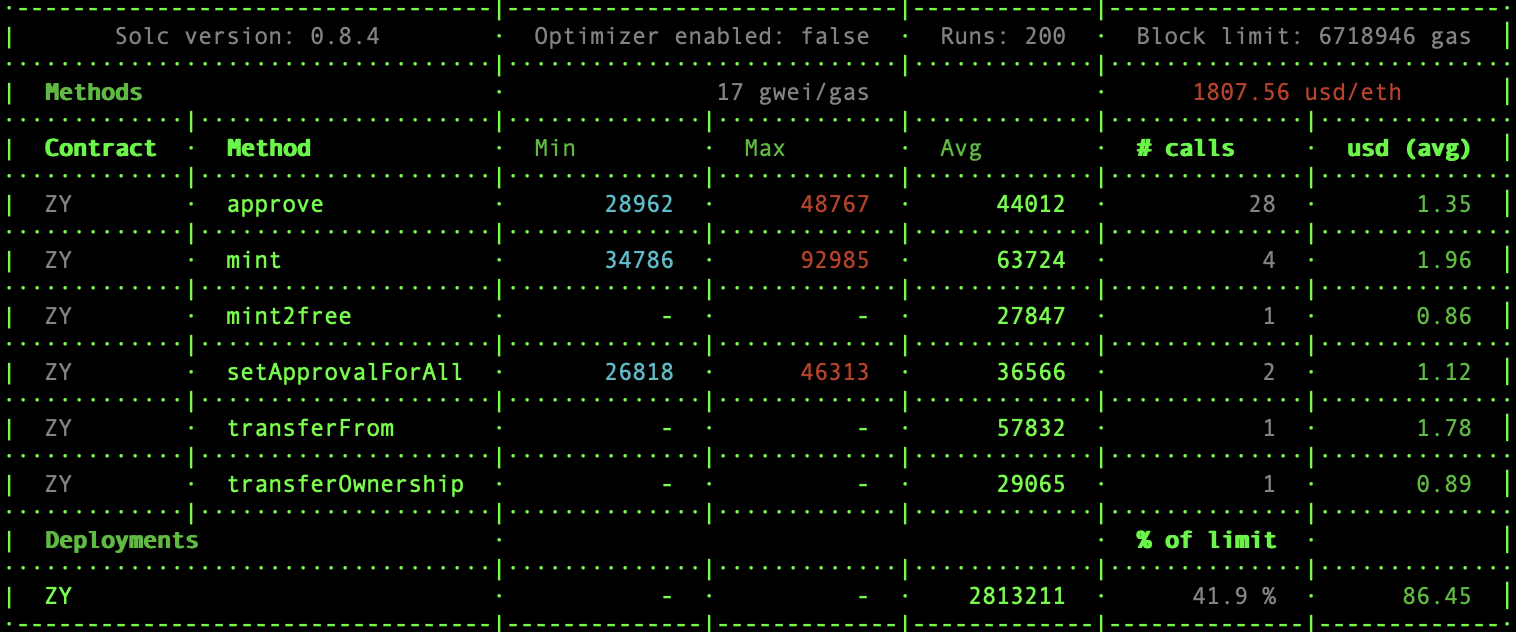 Solc version: 0.8.4 Optimizer enabled: false Runs: 200 Block limit: 6718946 gas
Methods 17 gwei/gas 1807.56 usd/eth
Contract Method Min Max Avg # calls usd (avg)
ZY approve 28962 48767 44012 28 1.35
ZY mint 34786 92985 63724 4 1.96
ZY mint2free - - 27847 1 0.86
ZY setApprovalForAll 26818 46313 36566 2 1.12
ZY transferFrom - - 57832 1 1.78
ZY transferOwnership - - 29065 1 0.89
Deployments % of limit
ZY - - 2813211 41.9 % 86.45